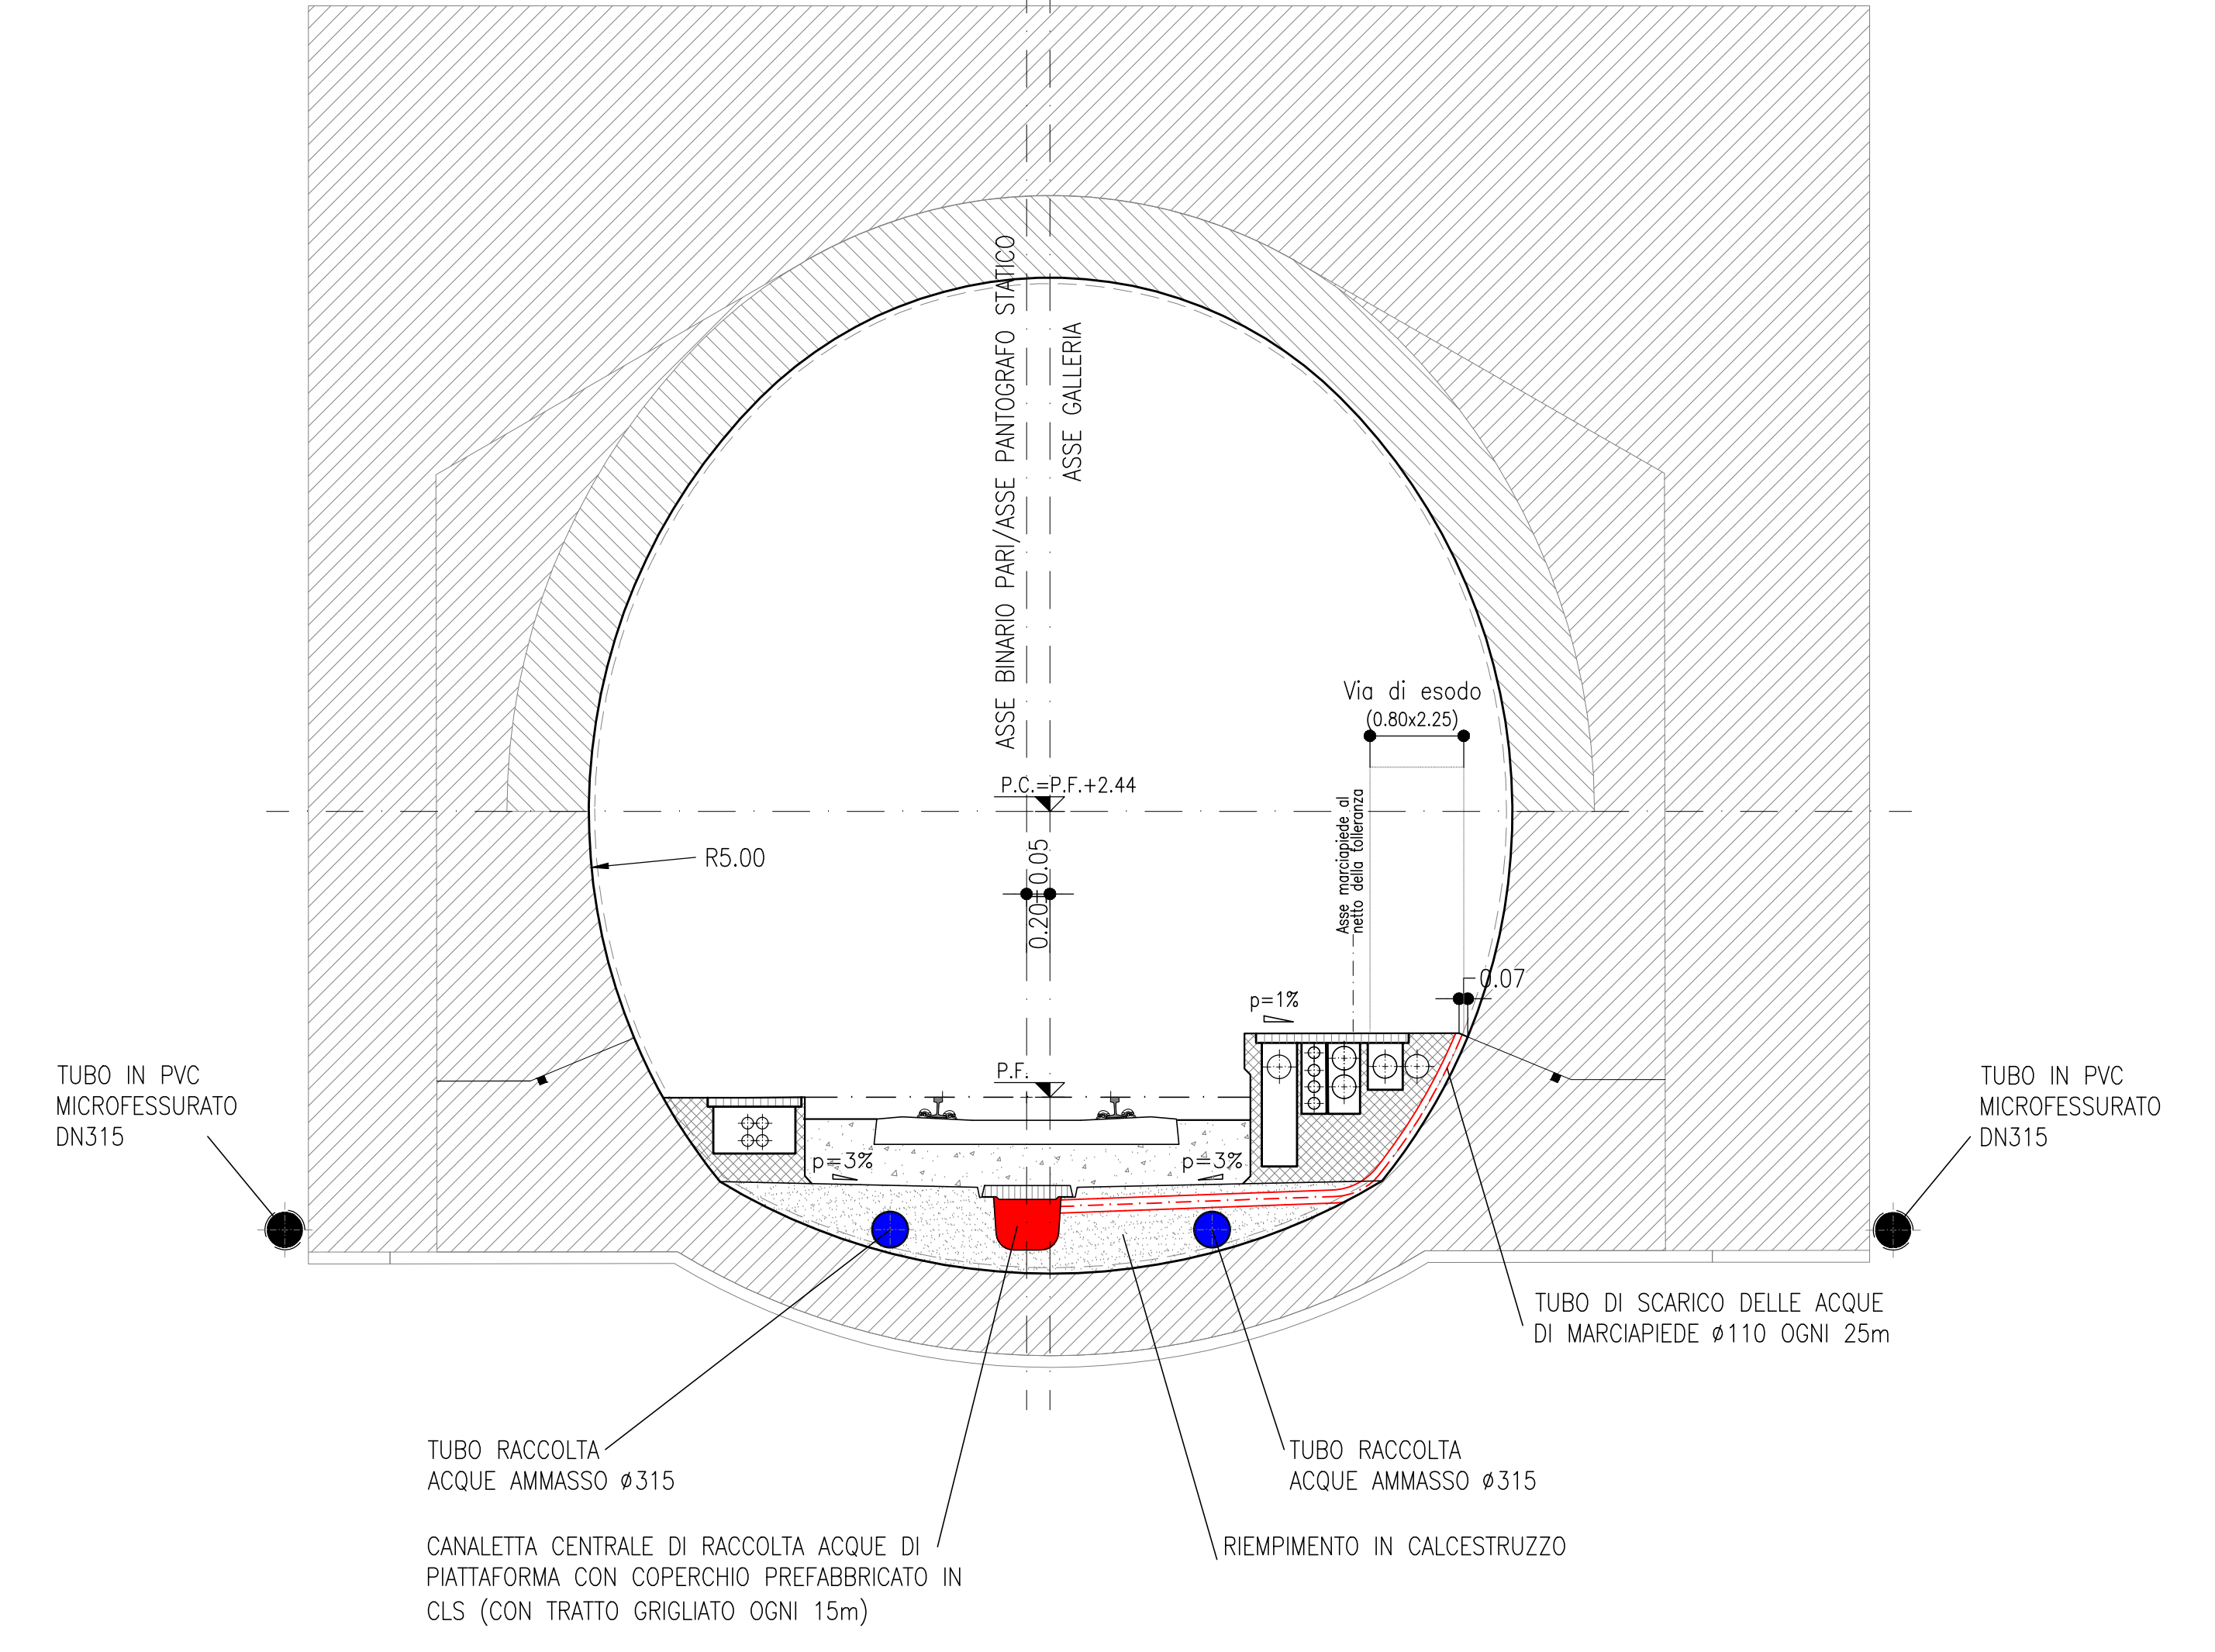 ASSE BINARIO PARI/ASSE PANTOGRAFO STATICO
ASSE GALLERIA
Via di esodo
(0.80x2.25)
P.C.=P.F.+2.44
Asse marciapiede al
netto della tolleranza
R5.00
0.20÷0.05
0.07
p=1%
P.F.
TUBO IN PVC
MICROFESSURATO
DN315
TUBO IN PVC
MICROFESSURATO
DN315
p=3%
p=3%
TUBO DI SCARICO DELLE ACQUE
DI MARCIAPIEDE ø110 OGNI 25m
TUBO RACCOLTA
ACQUE AMMASSO ø315
TUBO RACCOLTA
ACQUE AMMASSO ø315
CANALETTA CENTRALE DI RACCOLTA ACQUE DI
PIATTAFORMA CON COPERCHIO PREFABBRICATO IN
CLS (CON TRATTO GRIGLIATO OGNI 15m)
RIEMPIMENTO IN CALCESTRUZZO